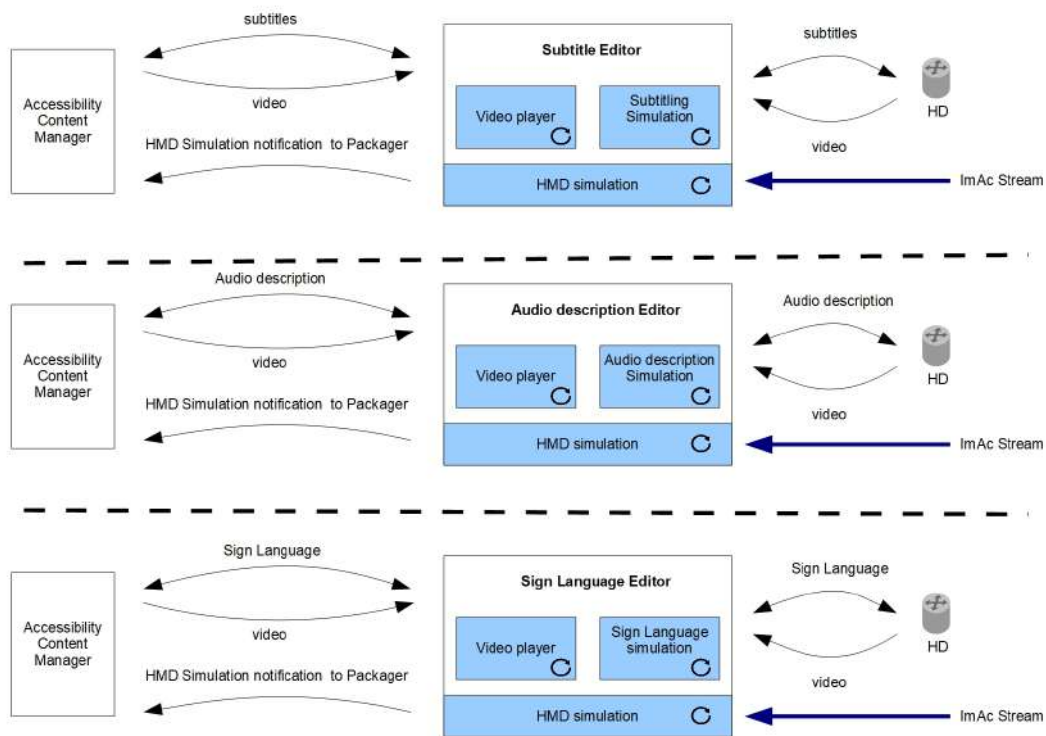 subtitles
Subtitle Editor
subtitles
Accessibility
Content
Manager
video
Video player
Subtitling
Simulation
HD
video
HMD Simulation notification to Packager
HMD simulation
ImAc Stream
Audio description
Audio description Editor
Audio description
Accessibility
Content
Manager
video
Video player
Audio description
Simulation
HD
video
HMD Simulation notification to Packager
HMD simulation
ImAc Stream
Sign Language
Sign Language Editor
Sign Language
Accessibility
Content
Manager
video
Video player
Sign Language
simulation
HD
video
HMD Simulation notification to Packager
HMD simulation
ImAc Stream